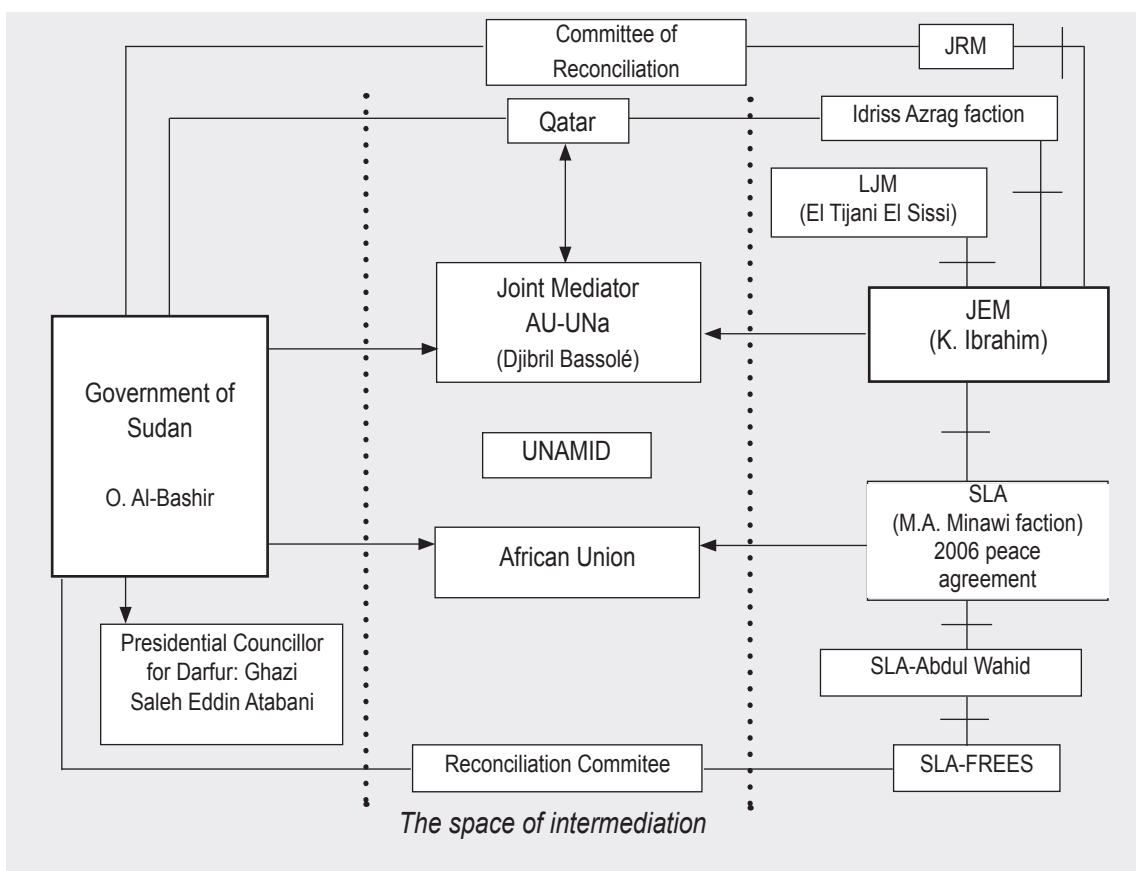 Committee of
Reconciliation
JRM
Qatar
Idriss Azrag faction
LJM
(El Tijani El Sissi)
Joint Mediator
AU-UNa
(Djibril Bassolé)
JEM
(K. Ibrahim)
Government of
Sudan
O. Al-Bashir
UNAMID
African Union
SLA
(M.A. Minawi faction)
2006 peace
agreement
Presidential Councillor
for Darfur: Ghazi
Saleh Eddin Atabani
SLA-Abdul Wahid
Reconciliation Commitee
SLA-FREES
The space of intermediation